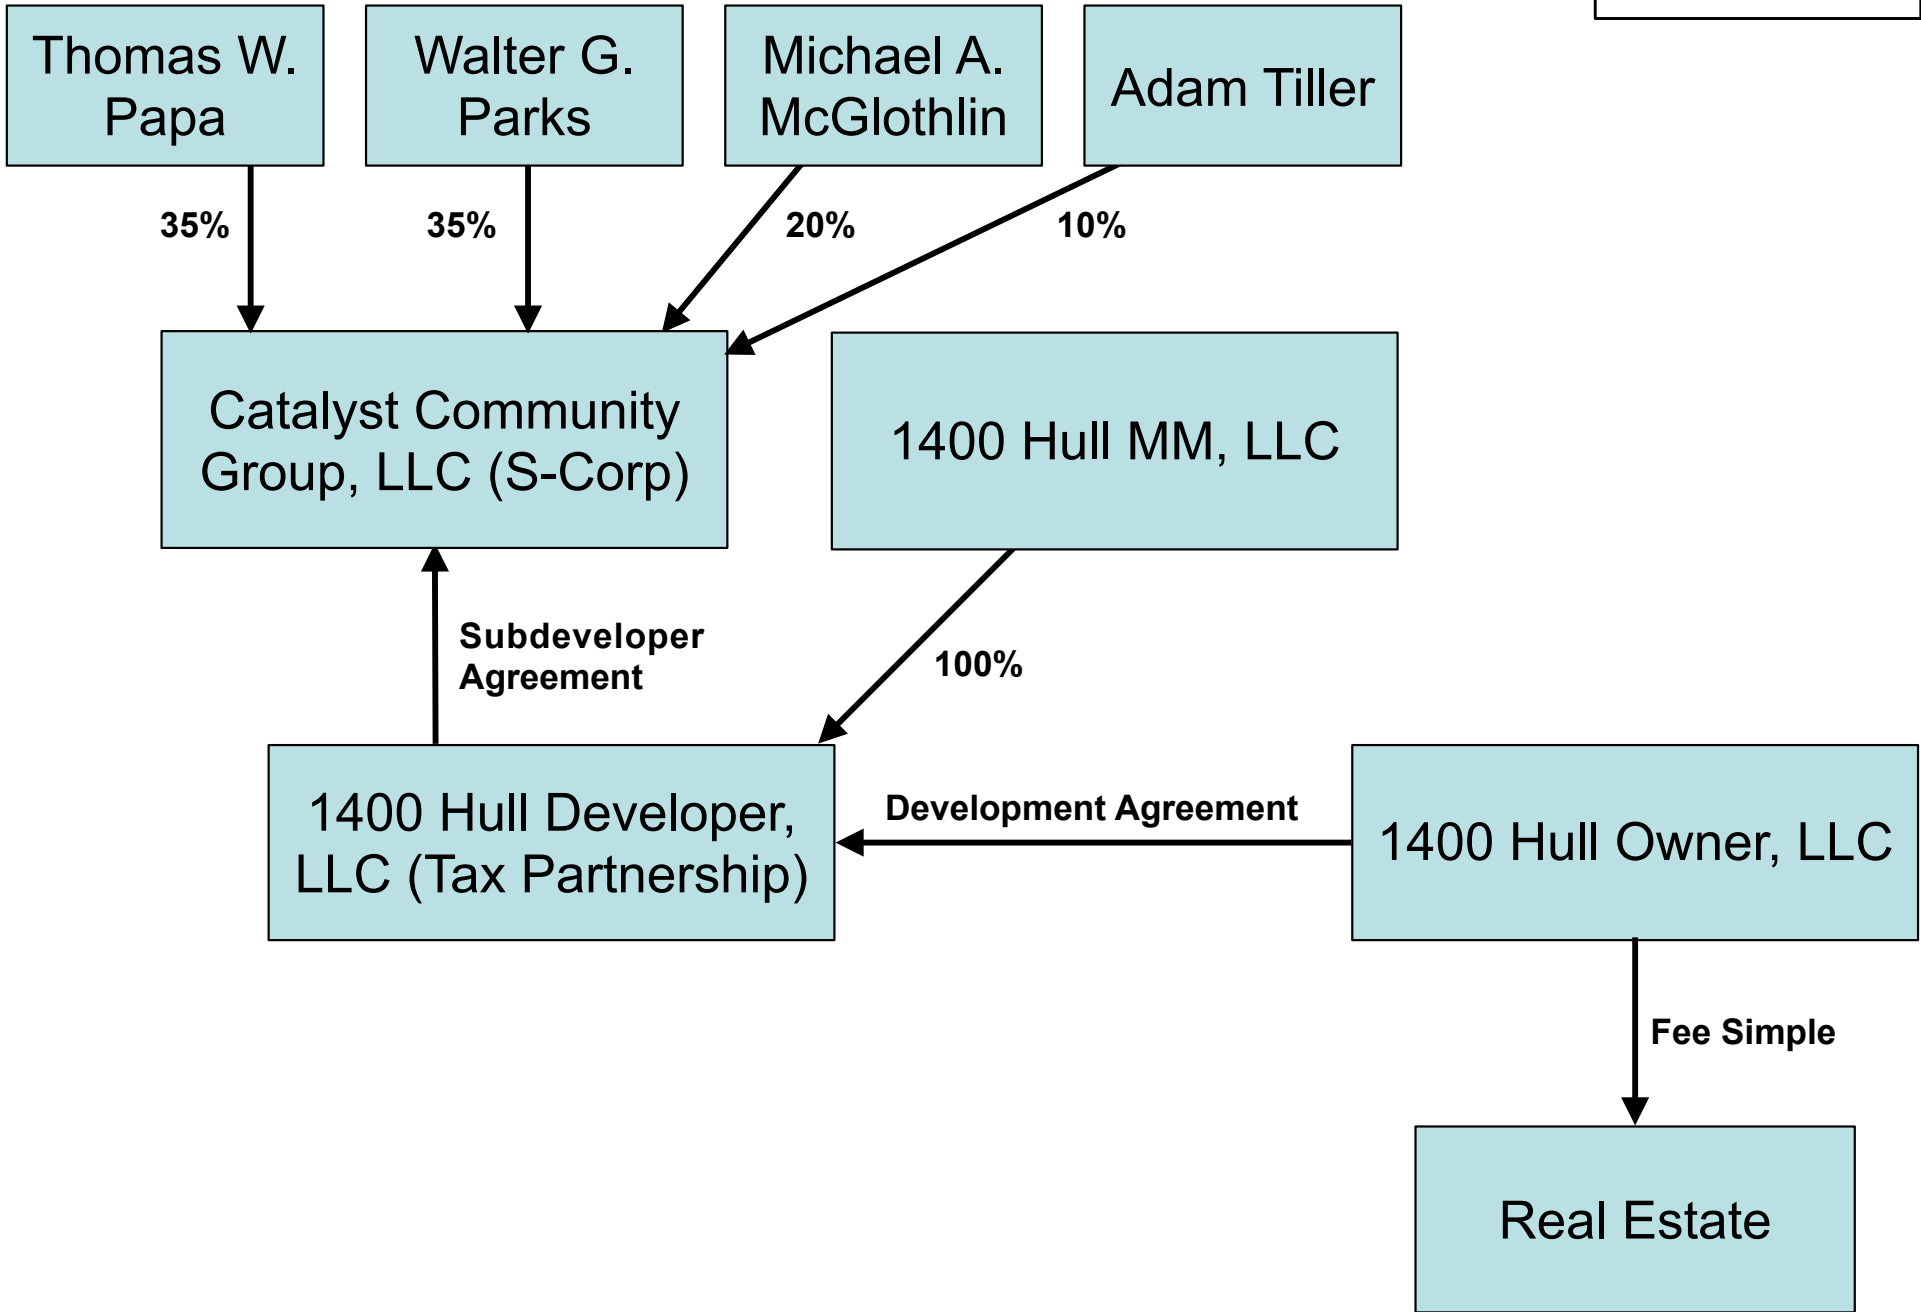 Thomas W.
Papa
Walter G.
Parks
Michael A.
McGlothlin
Adam Tiller
35%
35%
20%
10%
Catalyst Community
Group, LLC (S-Corp)
1400 Hull MM, LLC
Subdeveloper
Agreement
100%
1400 Hull Developer,
LLC (Tax Partnership)
Development Agreement
1400 Hull Owner, LLC
Fee Simple
Real Estate